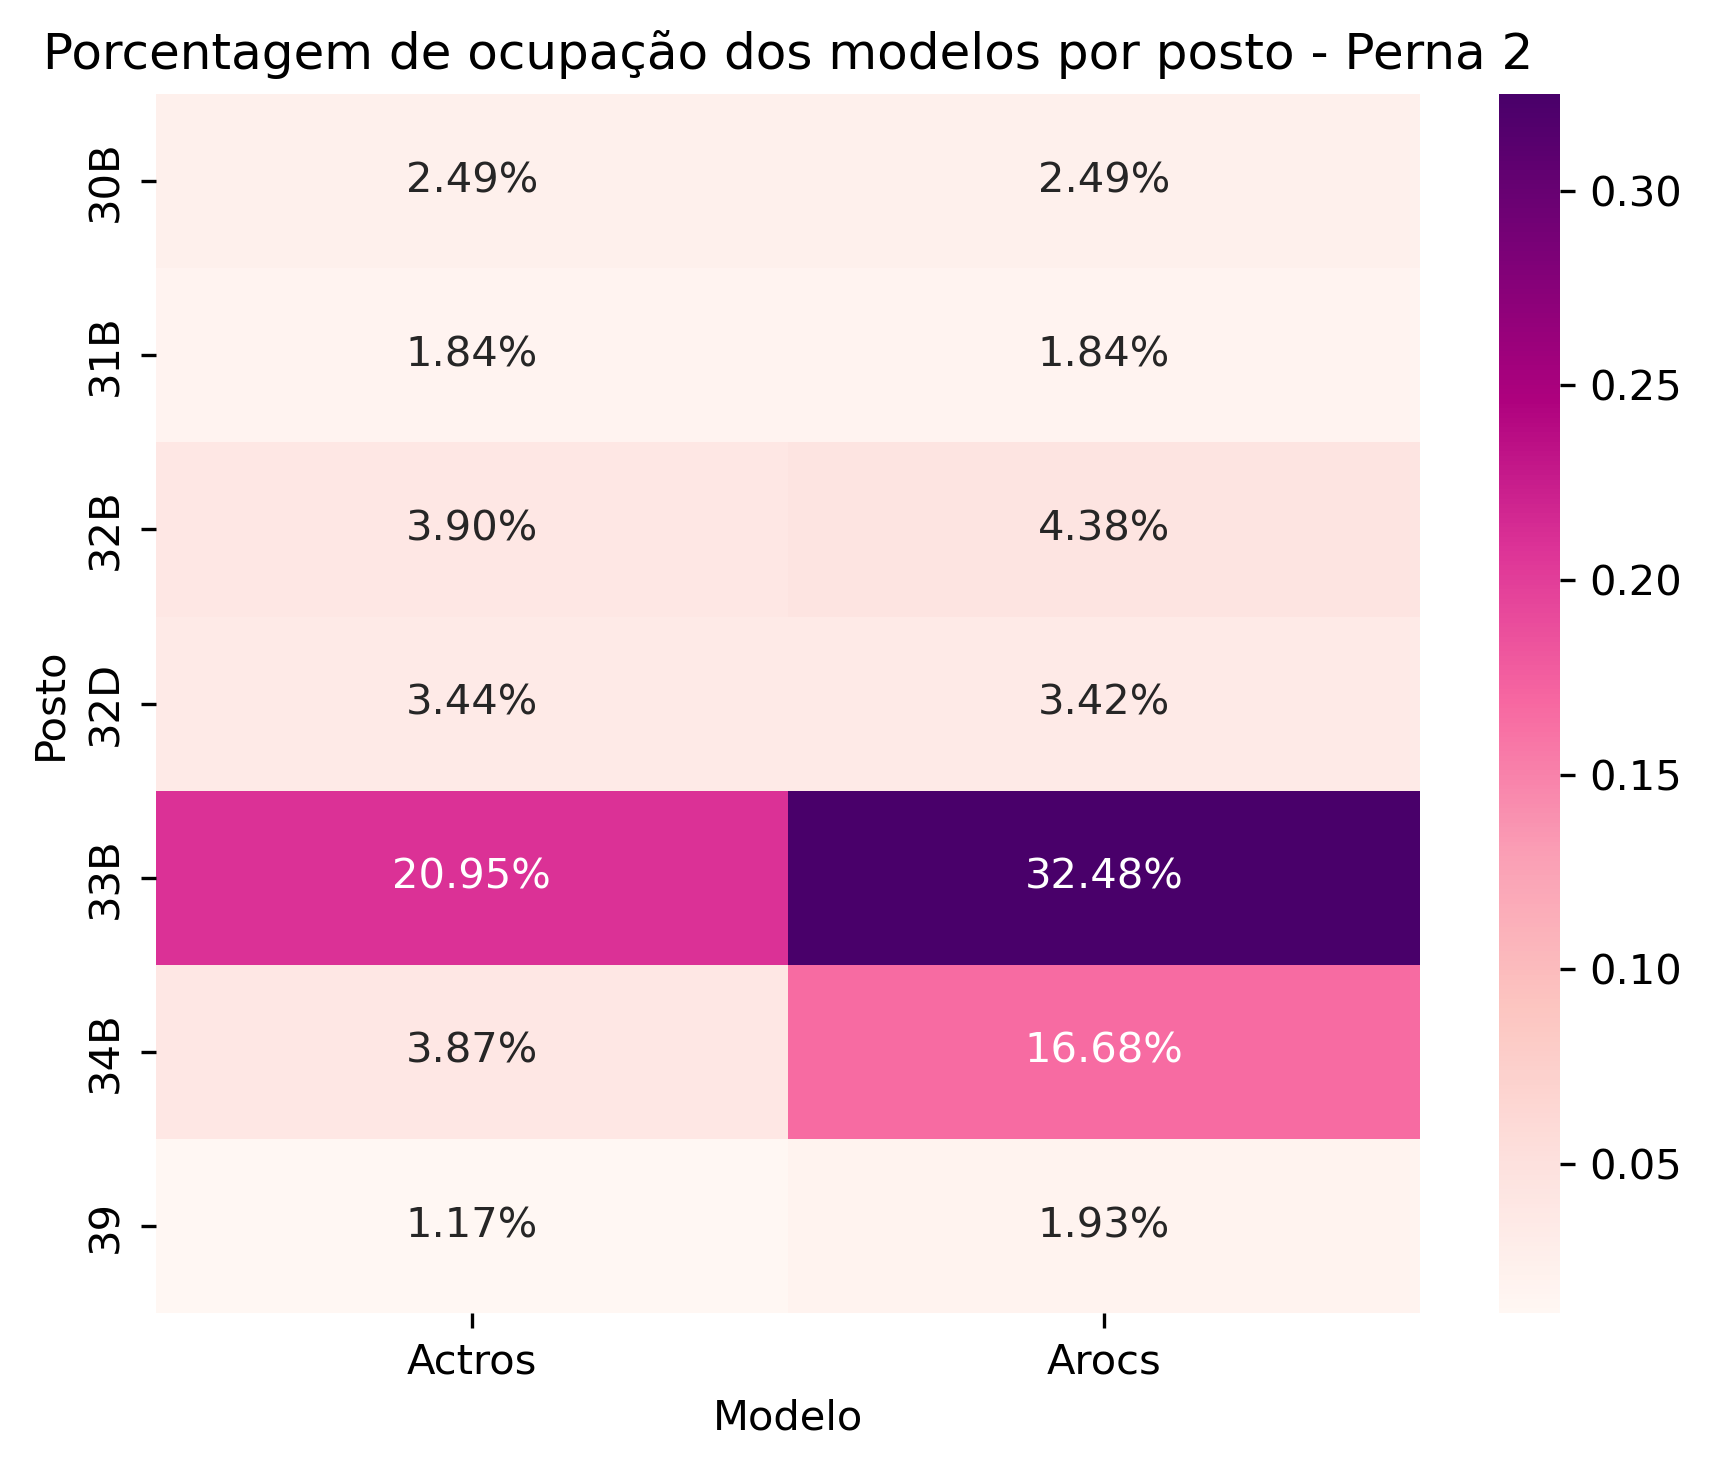 Porcentagem de ocupação dos modelos por posto - Perna 2
30B 2.49% 2.49%
31B 1.84% 1.84%
32B 3.90% 4.38%
32D 3.44% 3.42%
33B 20.95% 32.48%
34B 3.87% 16.68%
39 1.17% 1.93%
Posto
Actros Arocs
Modelo
0.30
0.25
0.20
0.15
0.10
0.05